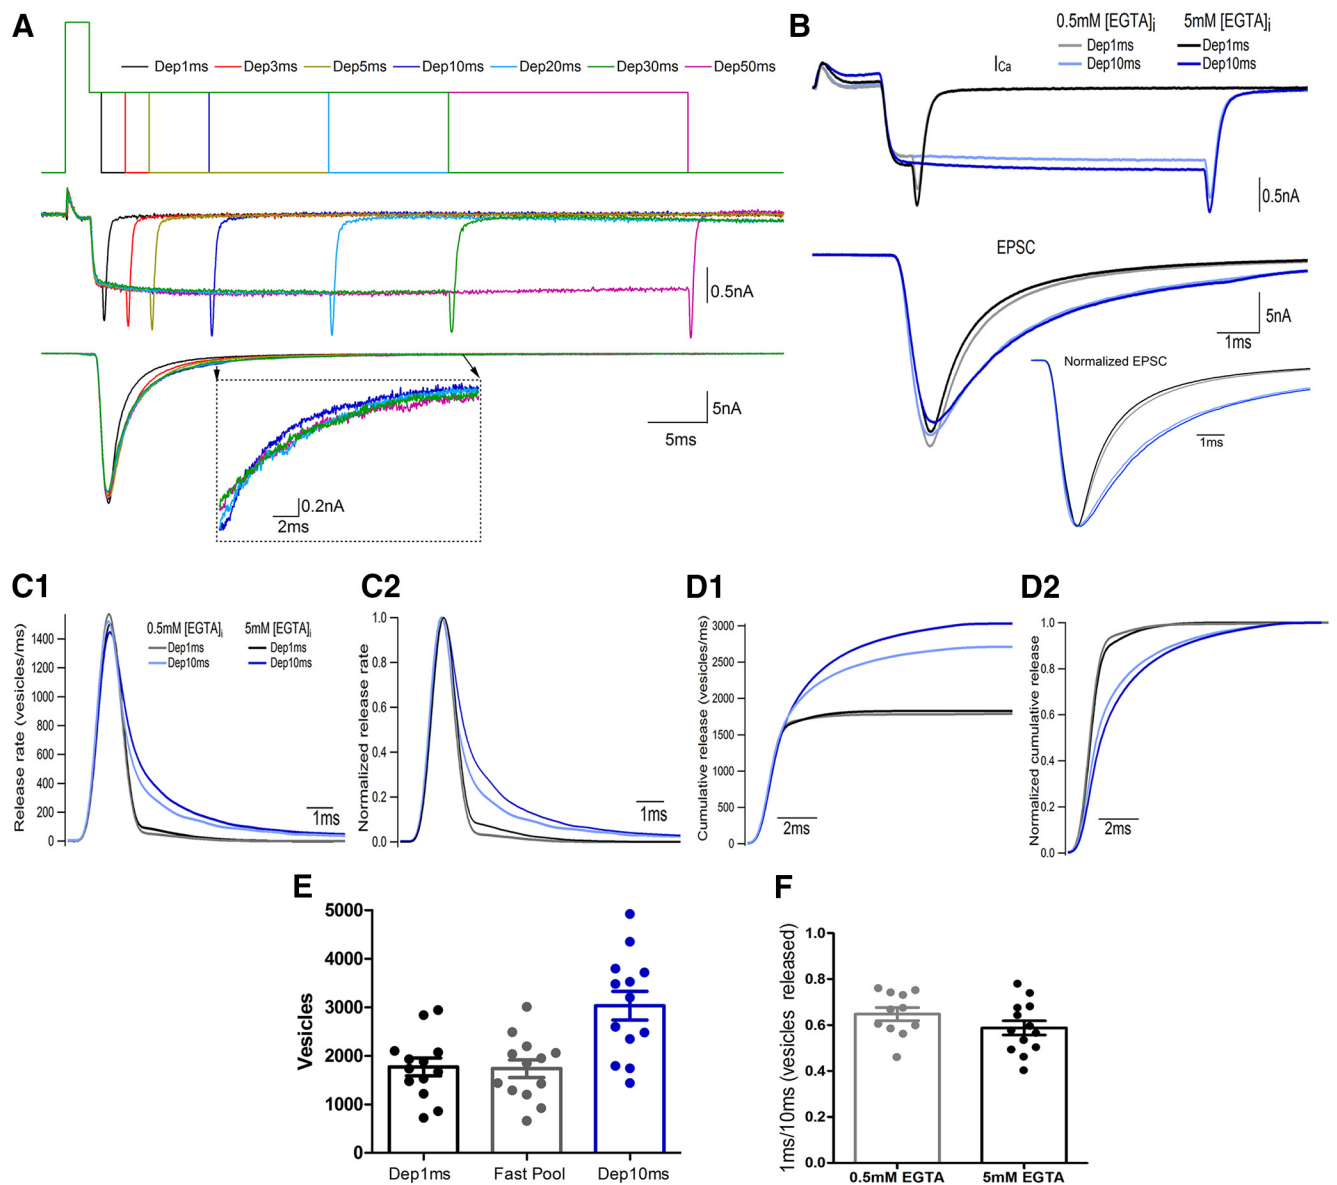 A
Dep1ms Dep3ms Dep5ms Dep10ms Dep20ms Dep30ms Dep50ms
0.5nA
5nA
5ms
0.2nA
2ms
B
0.5mM [EGTA]i 5mM [EGTA]i
Dep1ms Dep1ms
Dep10ms Dep10ms
ICa
0.5nA
EPSC
5nA
1ms
Normalized EPSC
1ms
C1
Release rate (vesicles/ms)
1400
1200
1000
800
600
400
200
0
0.5mM [EGTA]i 5mM [EGTA]i
Dep1ms Dep1ms
Dep10ms Dep10ms
1ms
C2
Normalized release rate
1.0
0.8
0.6
0.4
0.2
0.0
1ms
D1
Cumulative release (vesicles/ms)
3000
2500
2000
1500
1000
500
0
2ms
D2
Normalized cumulative release
1.0
0.8
0.6
0.4
0.2
0.0
2ms
E
Vesicles
5000
4000
3000
2000
1000
0
Dep1ms Fast Pool Dep10ms
F
1ms/10ms (vesicles released)
1.0
0.8
0.6
0.4
0.2
0.0
0.5mM EGTA 5mM EGTA